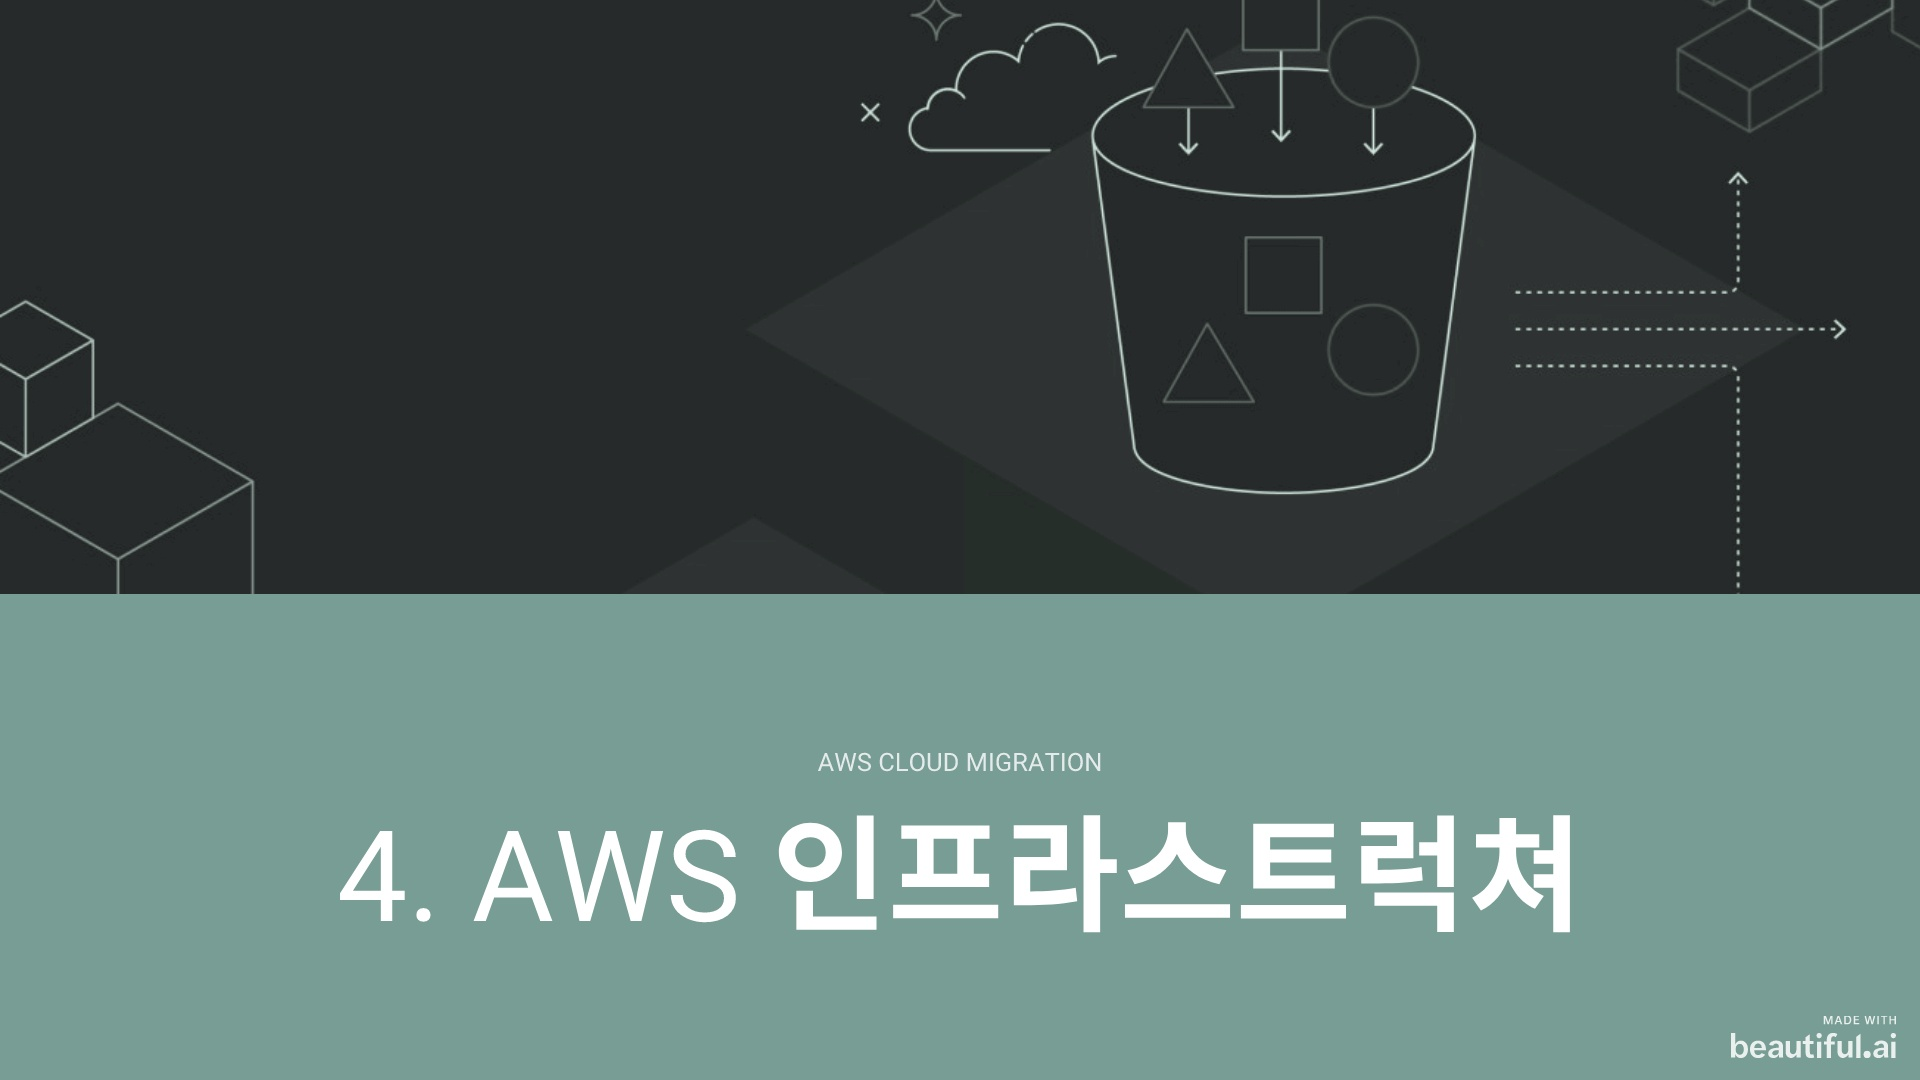 AWS CLOUD MIGRATION
4. AWS 인프라스트럭쳐
MADE WITH
beautiful.ai